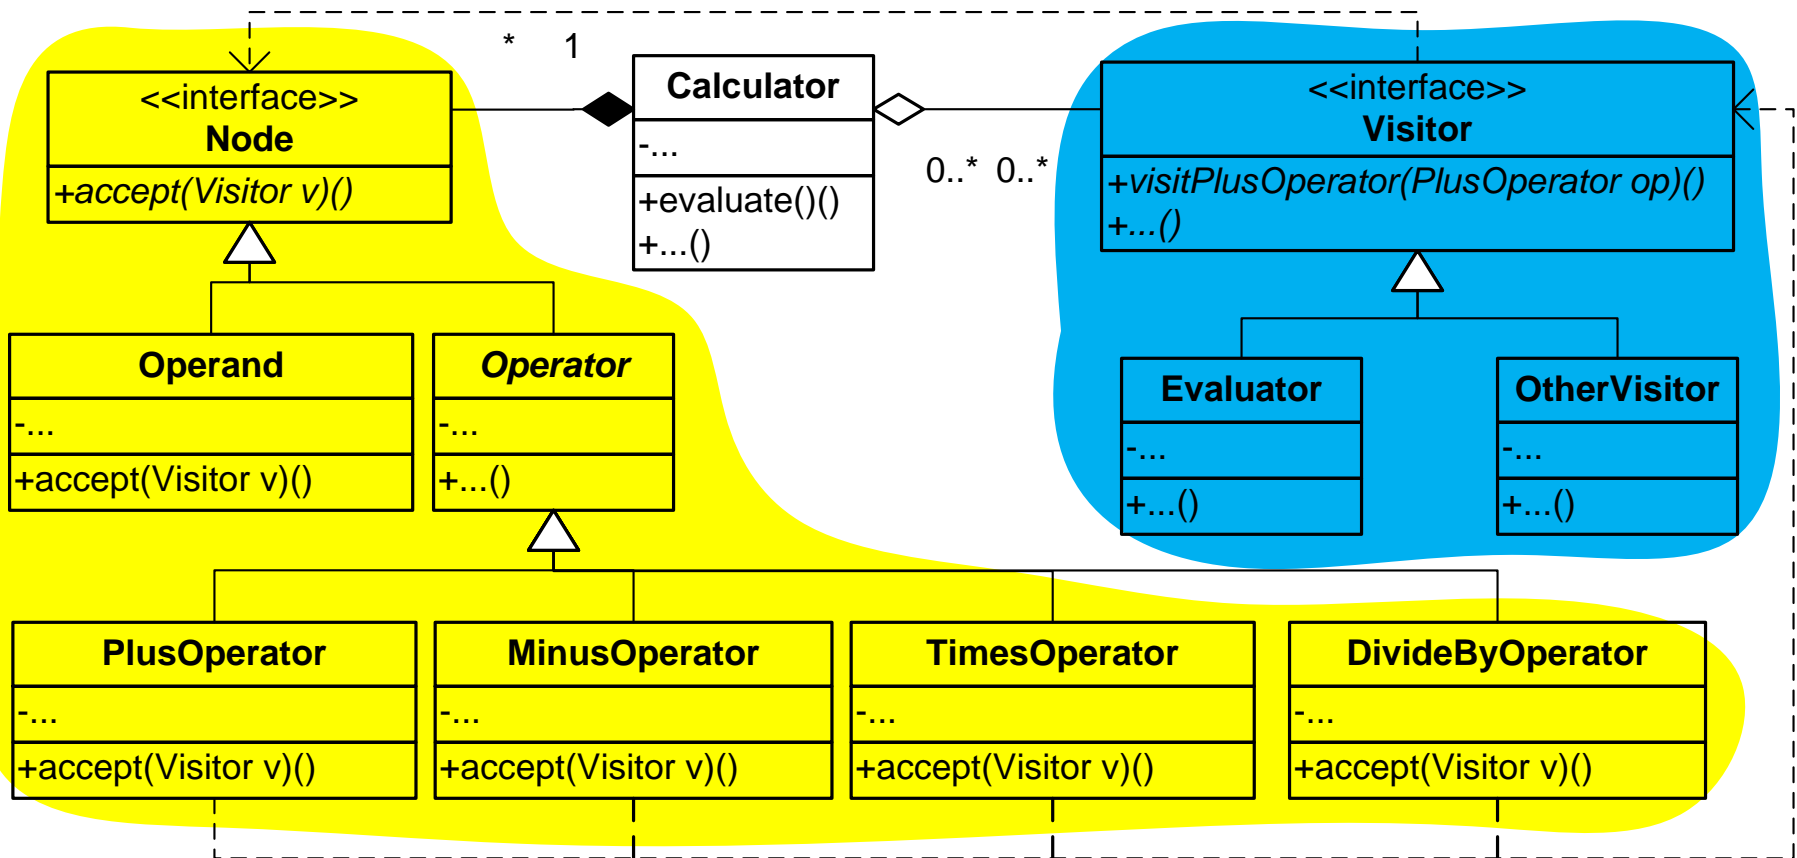 * 1
<<interface>>
Node
+accept(Visitor v)()
Calculator
-...
+evaluate()()
+...()
0..* 0..*
<<interface>>
Visitor
+visitPlusOperator(PlusOperator op)()
+...()
Operand
-...
+accept(Visitor v)()
Operator
-...
+...()
Evaluator
-...
+...()
OtherVisitor
-...
+...()
PlusOperator
-...
+accept(Visitor v)()
MinusOperator
-...
+accept(Visitor v)()
TimesOperator
-...
+accept(Visitor v)()
DivideByOperator
-...
+accept(Visitor v)()